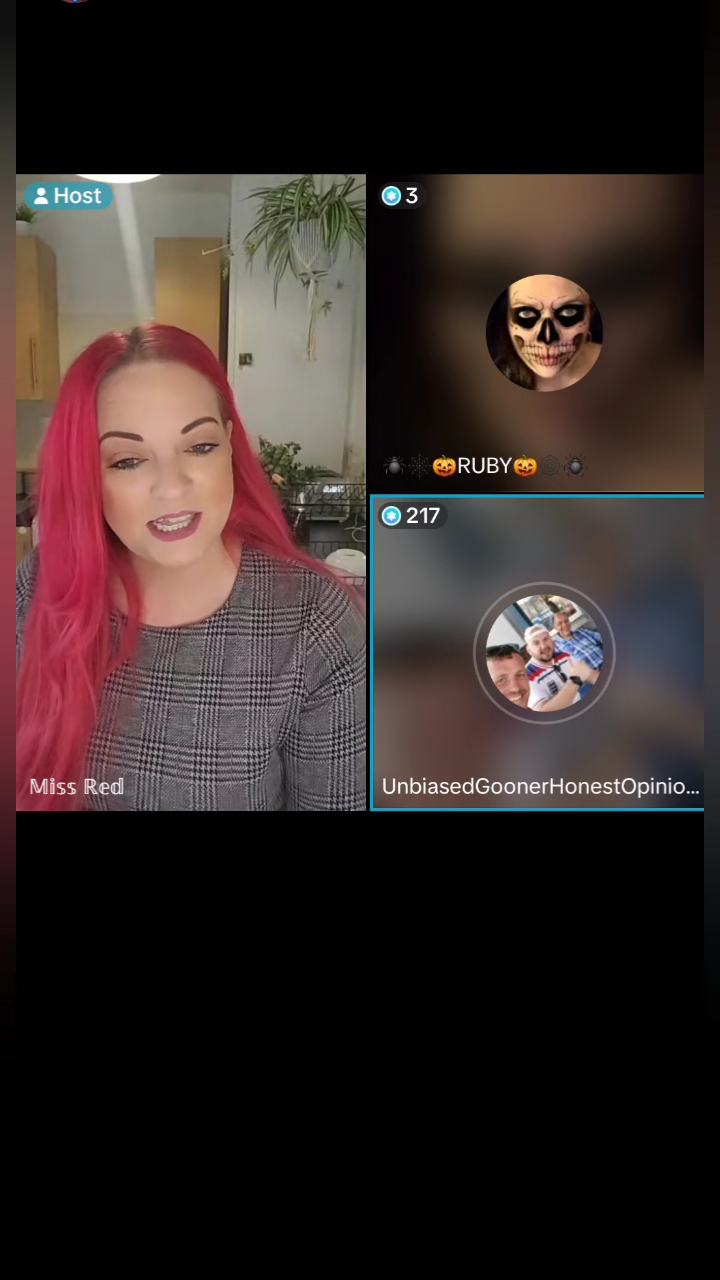 Host
3
🕷🕸🎃RUBY🎃🕸🕷
217
UnbiasedGoonerHonestOpinio...
𝕄𝕚𝕤𝕤 ℝ𝕖𝕕